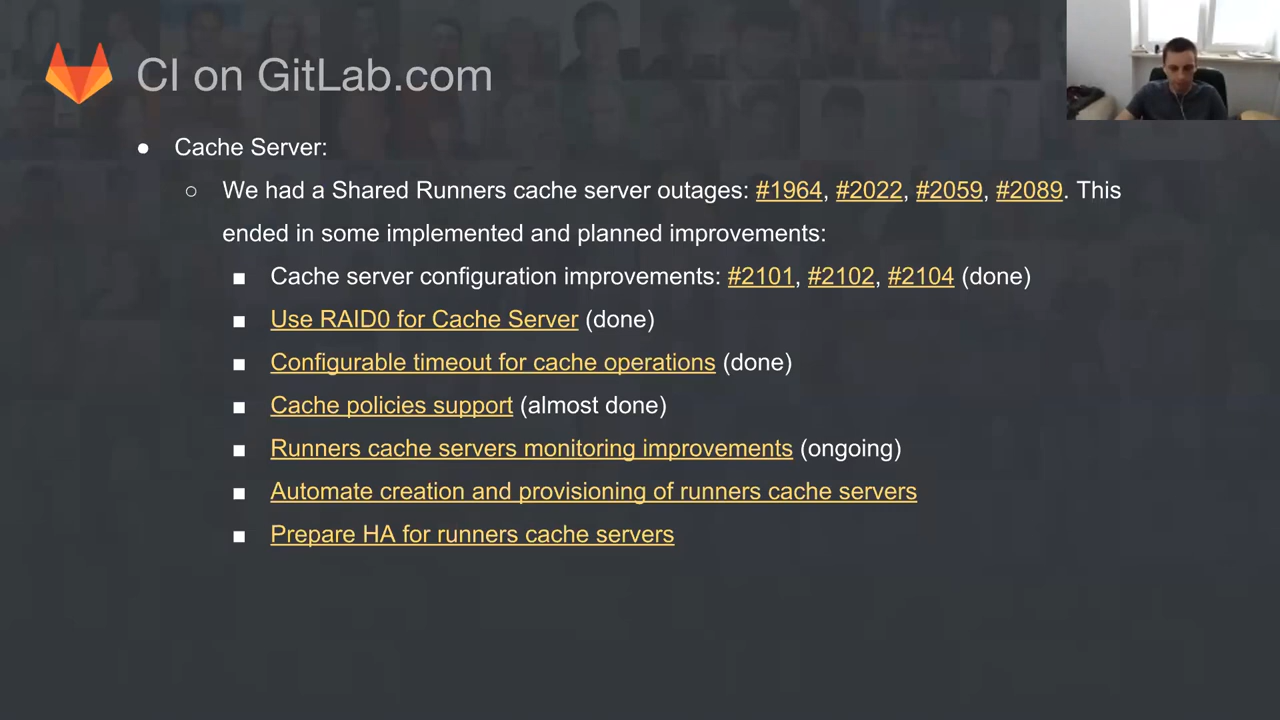 CI on GitLab.com
● Cache Server:
○ We had a Shared Runners cache server outages: #1964, #2022, #2059, #2089. This
ended in some implemented and planned improvements:
■ Cache server configuration improvements: #2101, #2102, #2104 (done)
■ Use RAID0 for Cache Server (done)
■ Configurable timeout for cache operations (done)
■ Cache policies support (almost done)
■ Runners cache servers monitoring improvements (ongoing)
■ Automate creation and provisioning of runners cache servers
■ Prepare HA for runners cache servers